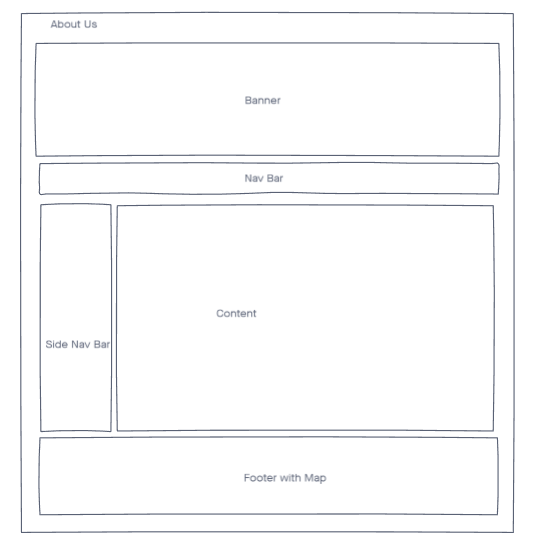 About Us
Banner
Nav Bar
Content
Side Nav Bar
Footer with Map